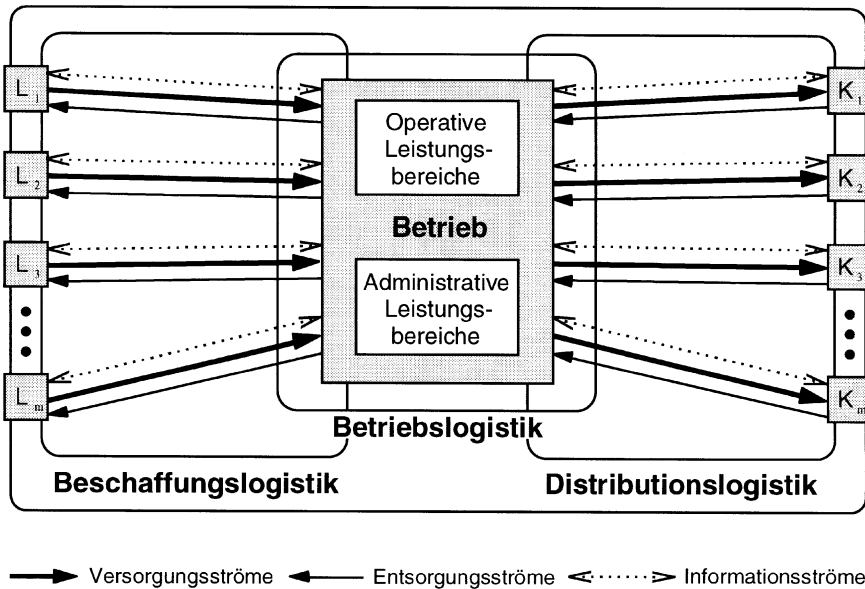 L1
L2
L3
Lm
Operative
Leistungs-
bereiche
Betrieb
Administrative
Leistungs-
bereiche
K1
K2
K3
Km
Betriebslogistik
Beschaffungslogistik
Distributionslogistik
Versorgungsströme
Entsorgungsströme
Informationsströme